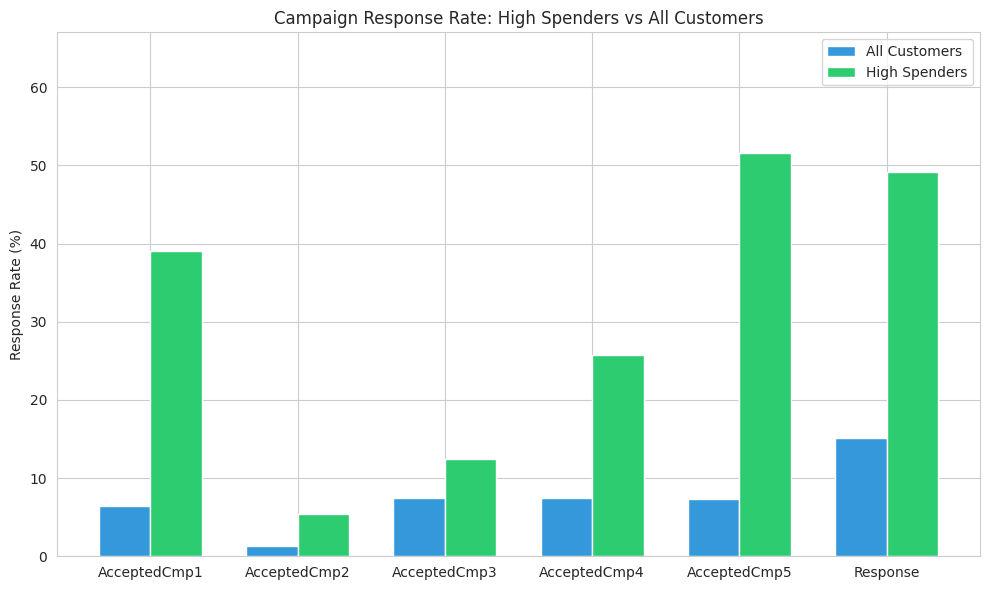 Campaign Response Rate: High Spenders vs All Customers
All Customers
High Spenders
Response Rate (%)
60
50
40
30
20
10
0
AcceptedCmp1
AcceptedCmp2
AcceptedCmp3
AcceptedCmp4
AcceptedCmp5
Response